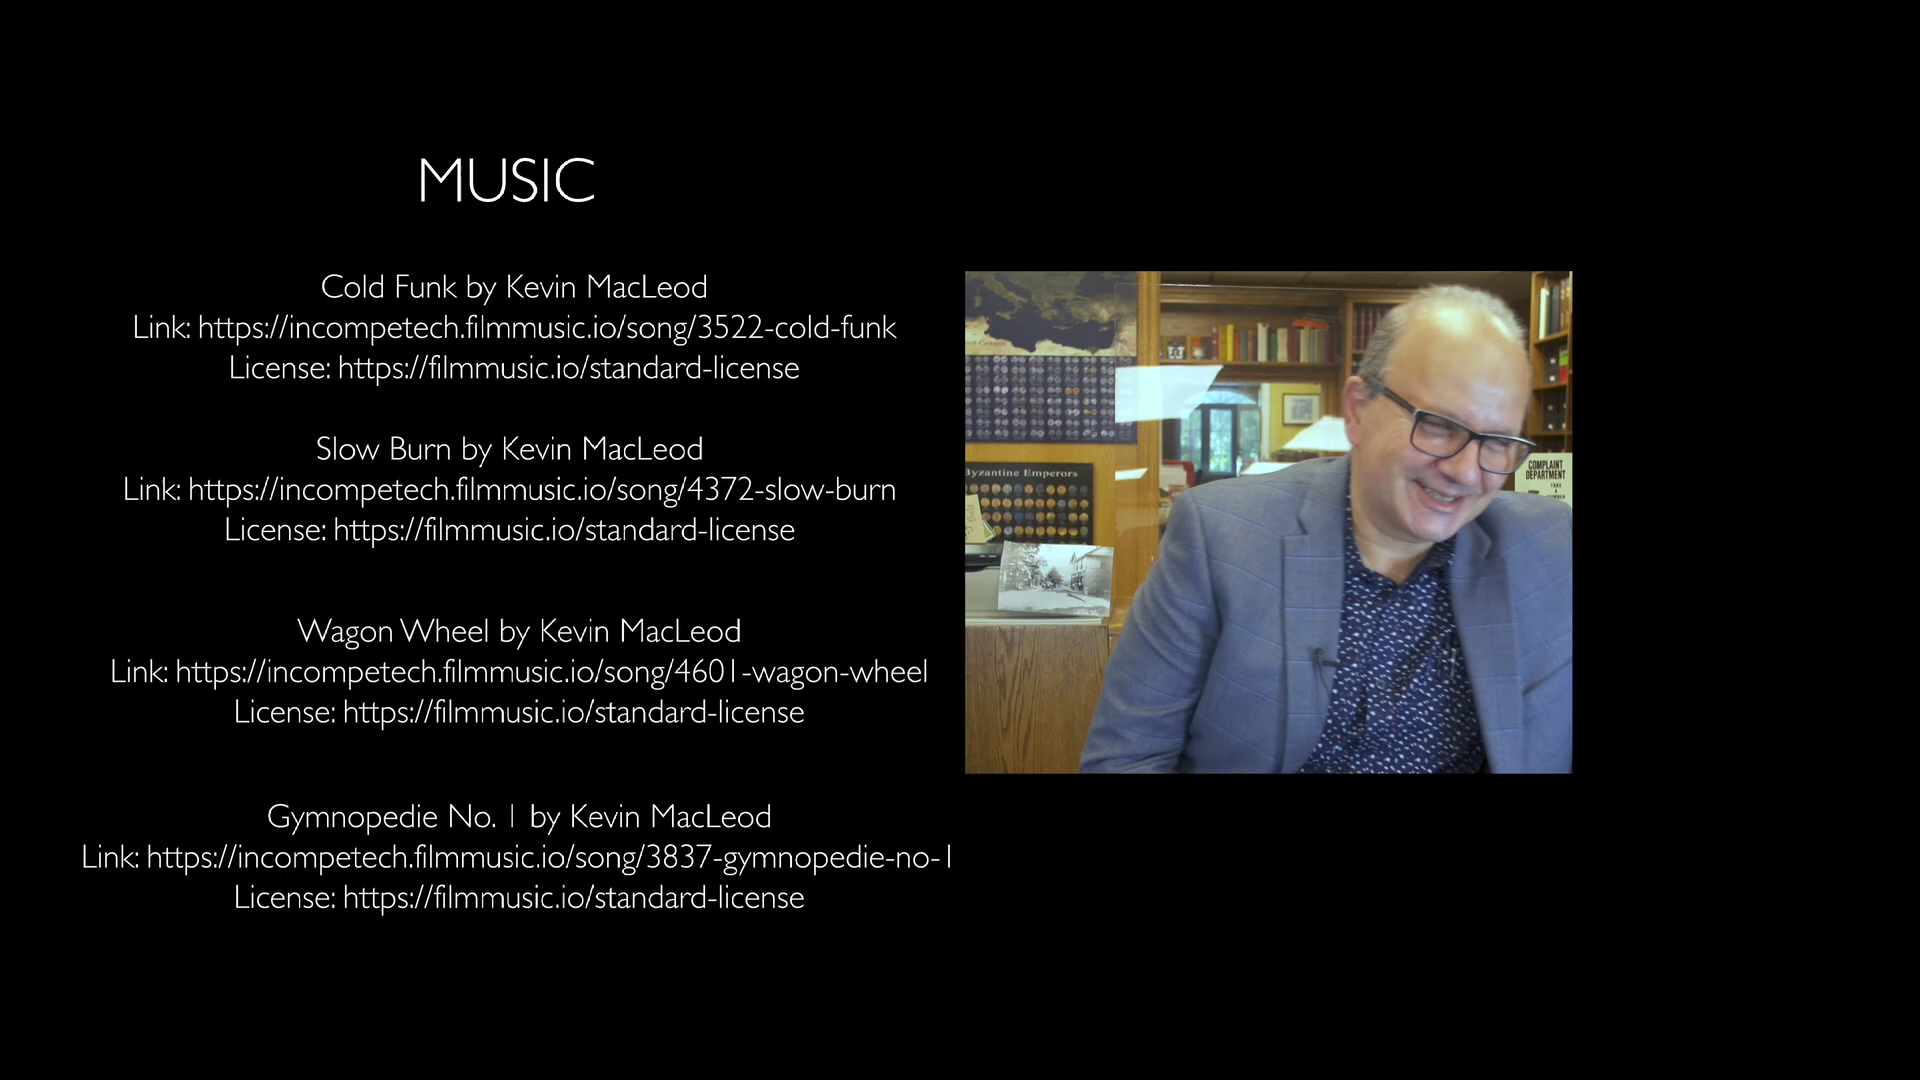 MUSIC
Cold Funk by Kevin MacLeod
Link: https://incompetech.filmmusic.io/song/3522-cold-funk
License: https://filmmusic.io/standard-license
Slow Burn by Kevin MacLeod
Link: https://incompetech.filmmusic.io/song/4372-slow-burn
License: https://filmmusic.io/standard-license
Wagon Wheel by Kevin MacLeod
Link: https://incompetech.filmmusic.io/song/4601-wagon-wheel
License: https://filmmusic.io/standard-license
Gymnopedie No. 1 by Kevin MacLeod
Link: https://incompetech.filmmusic.io/song/3837-gymnopedie-no-1
License: https://filmmusic.io/standard-license
Byzantine Emperors
COMPLAINT
DEPARTMENT
TAKE
A